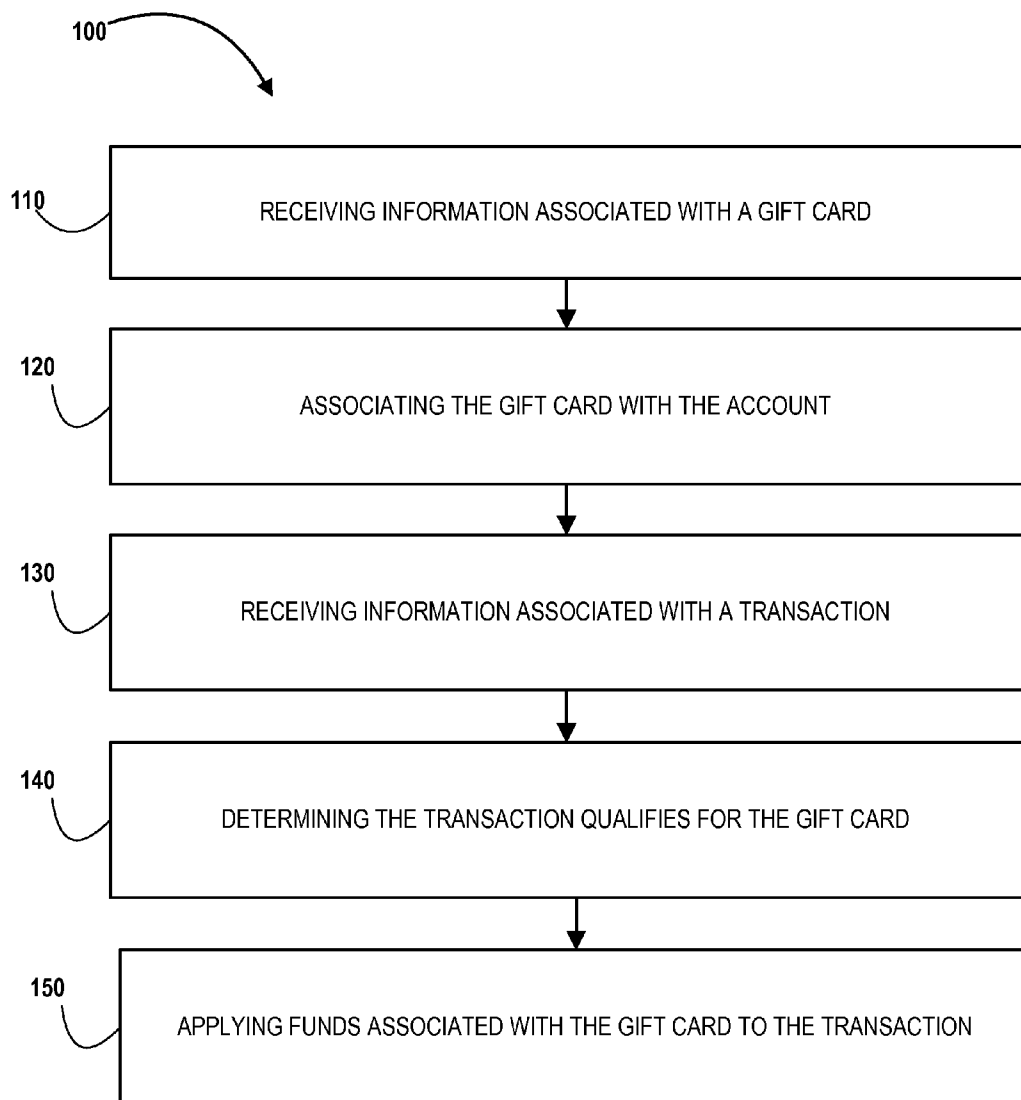 100
110
RECEIVING INFORMATION ASSOCIATED WITH A GIFT CARD
120
ASSOCIATING THE GIFT CARD WITH THE ACCOUNT
130
RECEIVING INFORMATION ASSOCIATED WITH A TRANSACTION
140
DETERMINING THE TRANSACTION QUALIFIES FOR THE GIFT CARD
150
APPLYING FUNDS ASSOCIATED WITH THE GIFT CARD TO THE TRANSACTION